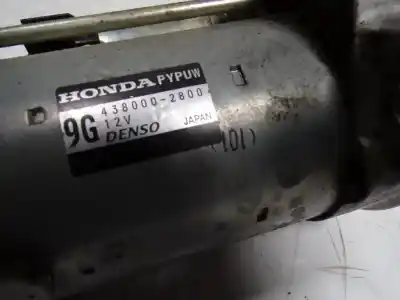 HONDA PYPUW
438000-2800
9G 12V
DENSO JAPAN
(101)